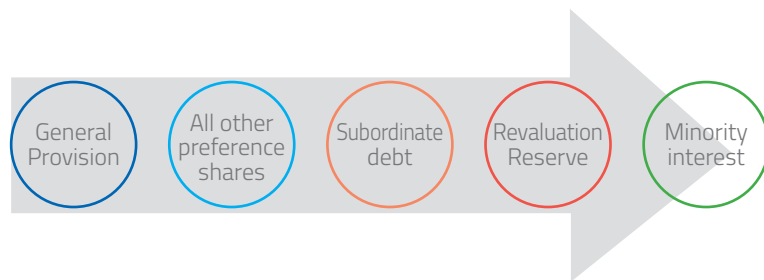 General
Provision
All other
preference
shares
Subordinate
debt
Revaluation
Reserve
Minority
interest